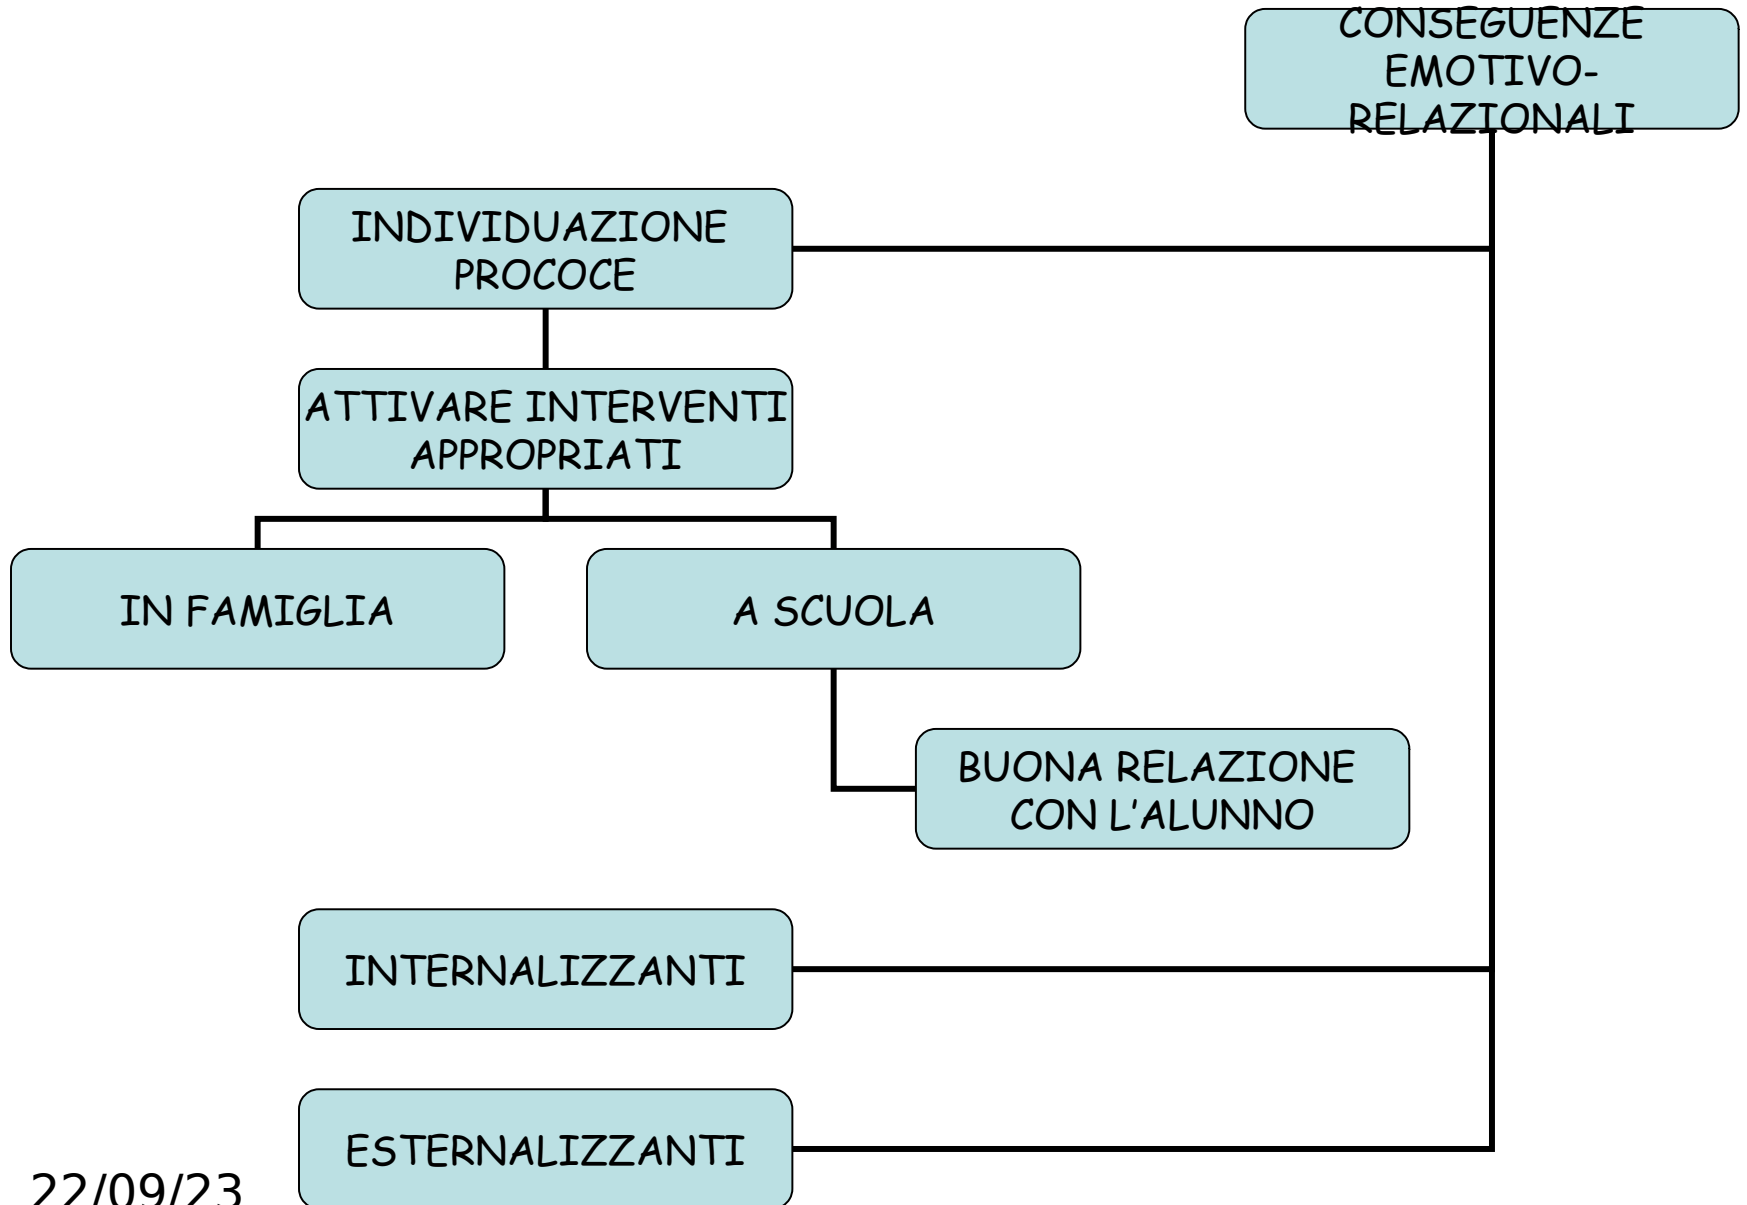 CONSEGUENZE
EMOTIVO-
RELAZIONALI
INDIVIDUAZIONE
PROCOCE
ATTIVARE INTERVENTI
APPROPRIATI
IN FAMIGLIA
A SCUOLA
BUONA RELAZIONE
CON L'ALUNNO
INTERNALIZZANTI
ESTERNALIZZANTI
22/09/23